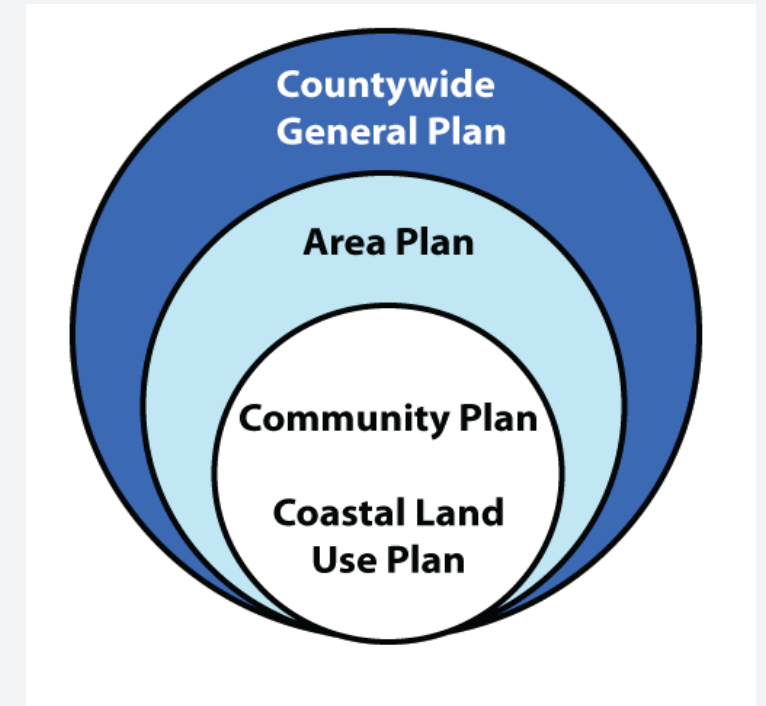 Countywide
General Plan
Area Plan
Community Plan
Coastal Land
Use Plan